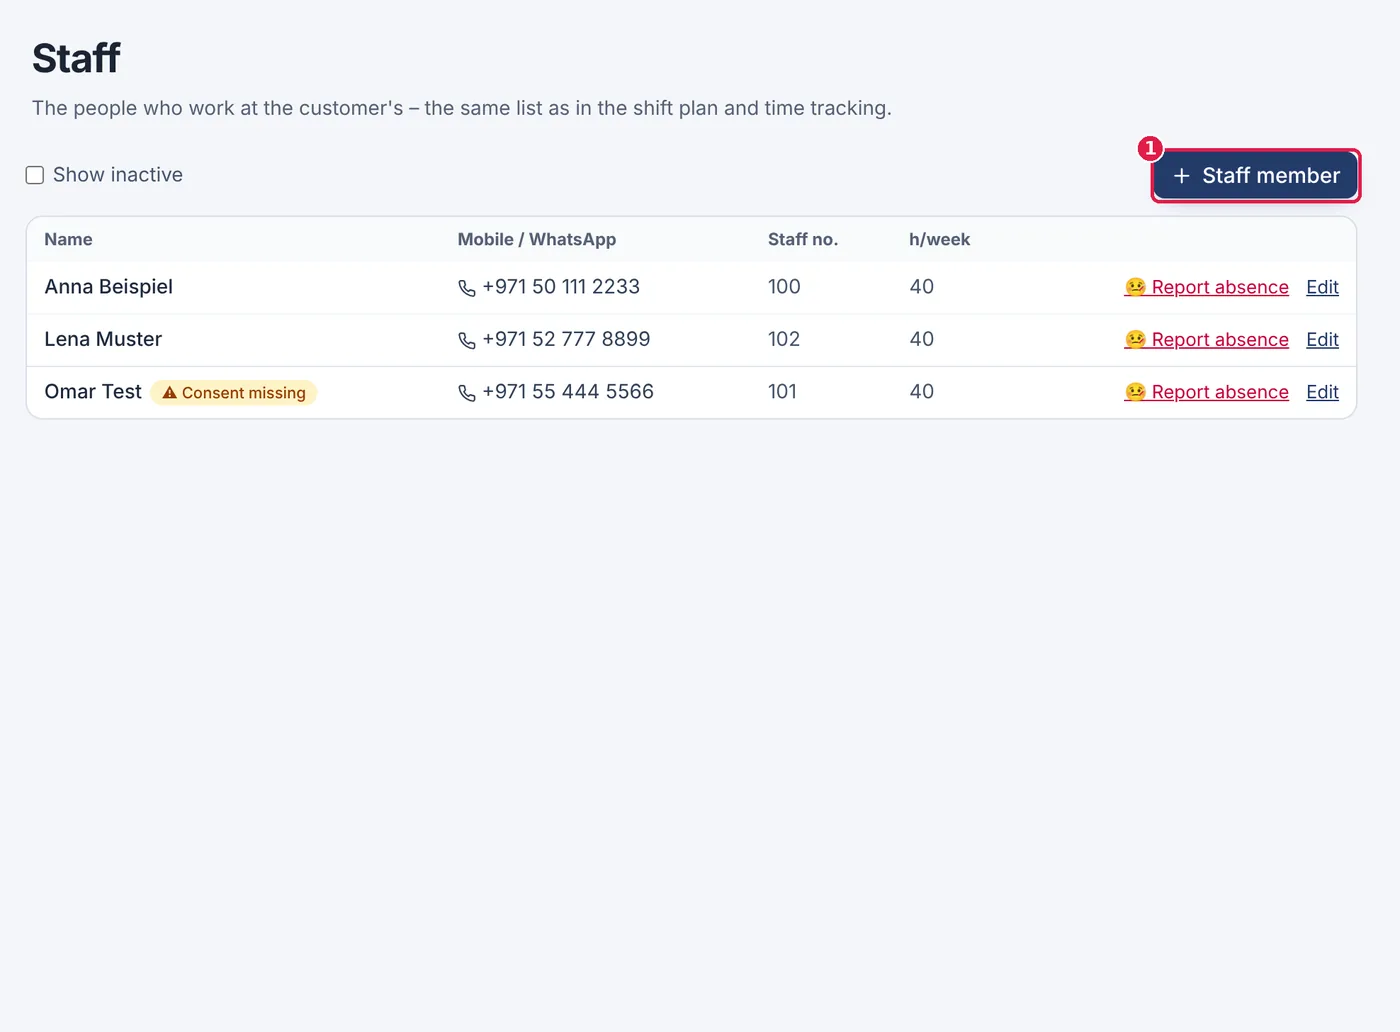 Staff
The people who work at the customer's – the same list as in the shift plan and time tracking.
Show inactive
1
+ Staff member
Name Mobile / WhatsApp Staff no. h/week
Anna Beispiel +971 50 111 2233 100 40 🤒 Report absence Edit
Lena Muster +971 52 777 8899 102 40 🤒 Report absence Edit
Omar Test ⚠ Consent missing +971 55 444 5566 101 40 🤒 Report absence Edit